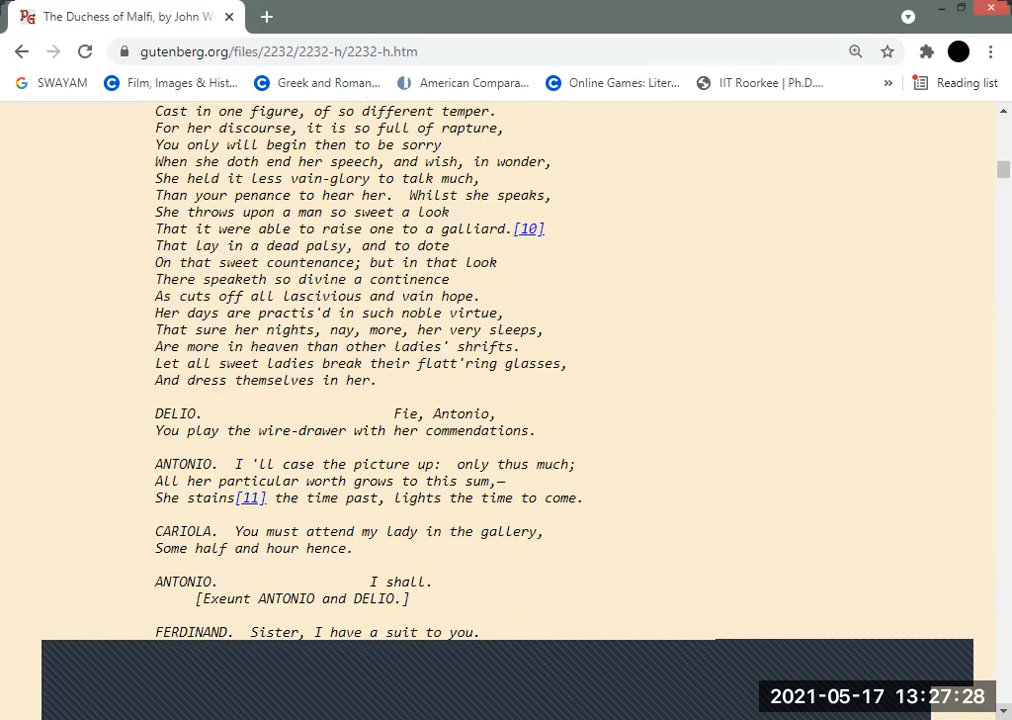 The Duchess of Malfi, by John W
gutenberg.org/files/2232/2232-h/2232-h.htm
SWAYAM
Film, Images & Hist...
Greek and Roman...
American Compara...
Online Games: Liter...
IIT Roorkee | Ph.D....
»
Reading list
Cast in one figure, of so different temper.
For her discourse, it is so full of rapture,
You only will begin then to be sorry
When she doth end her speech, and wish, in wonder,
She held it less vain-glory to talk much,
Than your penance to hear her. Whilst she speaks,
She throws upon a man so sweet a look
That it were able to raise one to a galliard.[10]
That lay in a dead palsy, and to dote
On that sweet countenance; but in that look
There speaketh so divine a continence
As cuts off all lascivious and vain hope.
Her days are practis'd in such noble virtue,
That sure her nights, nay, more, her very sleeps,
Are more in heaven than other ladies' shrifts.
Let all sweet ladies break their flatt'ring glasses,
And dress themselves in her.
DELIO. Fie, Antonio,
You play the wire-drawer with her commendations.
ANTONIO. I 'll case the picture up: only thus much;
All her particular worth grows to this sum,—
She stains[11] the time past, lights the time to come.
CARIOLA. You must attend my lady in the gallery,
Some half and hour hence.
ANTONIO. I shall.
[Exeunt ANTONIO and DELIO.]
FERDINAND. Sister, I have a suit to you.
2021-05-17 13:27:28